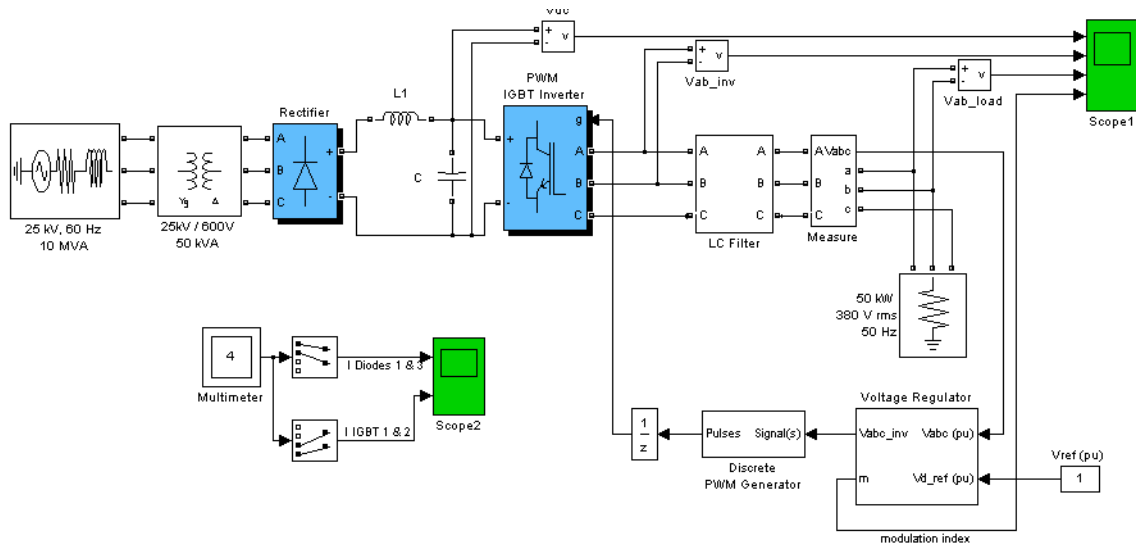 Vdc
+
-
v
+
-
v
Vab_inv
+
-
v
Vab_load
Scope1
PWM
IGBT Inverter
Rectifier
L1
A
B
C
+
-
C
+
-
g
A
B
C
A
B
C
A
B
C
LC Filter
A
B
C
Vabc
a
b
c
Measure
Yg
Δ
25 kV, 60 Hz
10 MVA
25kV / 600V
50 kVA
50 kW
380 V rms
50 Hz
4
Multimeter
I Diodes 1 & 3
I IGBT 1 & 2
Scope2
1
z
Pulses
Signal(s)
Discrete
PWM Generator
Voltage Regulator
Vabc_inv
Vabc (pu)
m
Vd_ref (pu)
Vref (pu)
1
modulation index